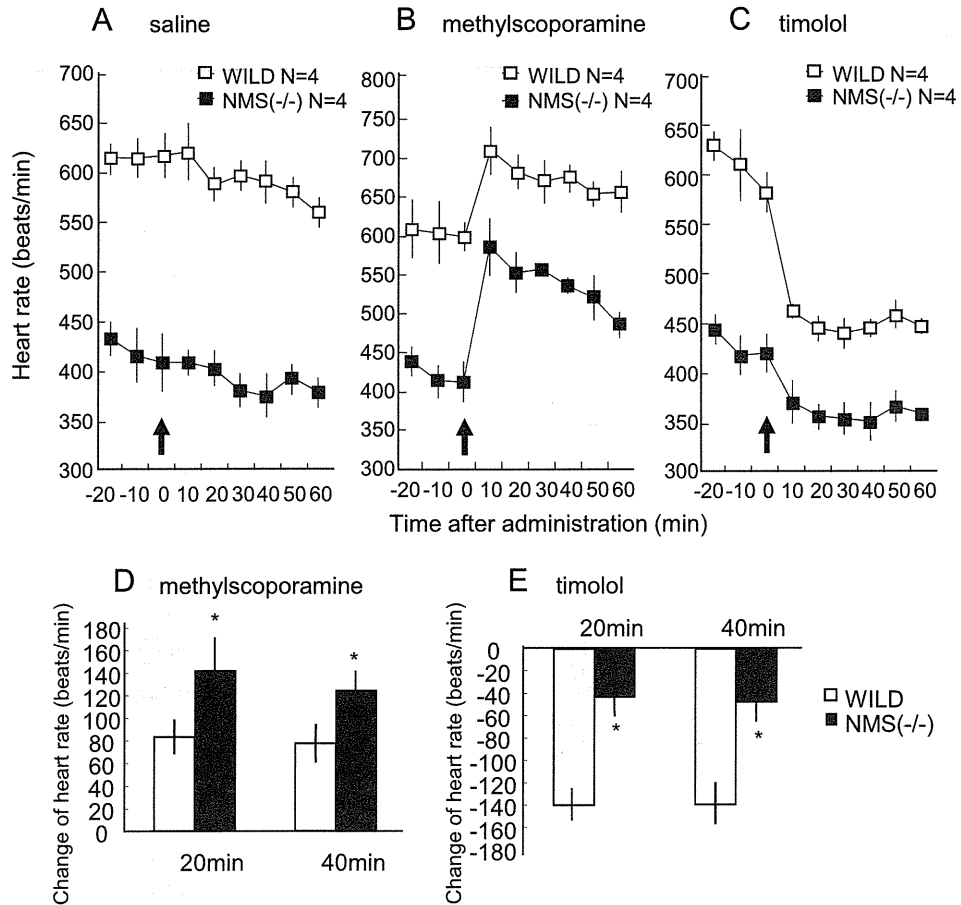 A saline
WILD N=4
NMS(-/-) N=4
Heart rate (beats/min)
700
650
600
550
500
450
400
350
300
-20 -10 0 10 20 30 40 50 60
B methylscoporamine
WILD N=4
NMS(-/-) N=4
800
750
700
650
600
550
500
450
400
350
300
-20 -10 0 10 20 30 40 50 60
C timolol
WILD N=4
NMS(-/-) N=4
700
650
600
550
500
450
400
350
300
-20 -10 0 10 20 30 40 50 60
Time after administration (min)
D methylscoporamine
Change of heart rate (beats/min)
180
160
140
120
100
80
60
40
20
0
*
*
20min 40min
E timolol
Change of heart rate (beats/min)
20min 40min
0
-20
-40
-60
-80
-100
-120
-140
-160
-180
*
*
WILD
NMS(-/-)